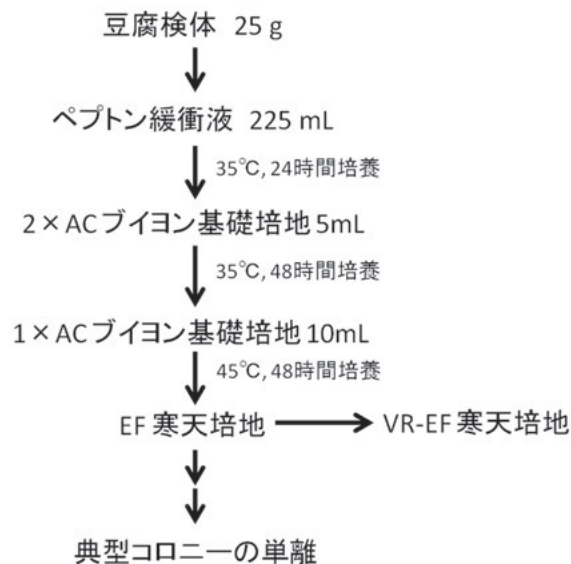 豆腐検体 25 g
ペプトン緩衝液 225 mL
35℃, 24時間培養
2×ACブイヨン基礎培地 5mL
35℃, 48時間培養
1×ACブイヨン基礎培地 10mL
45℃, 48時間培養
EF 寒天培地
VR-EF 寒天培地
典型コロニーの単離